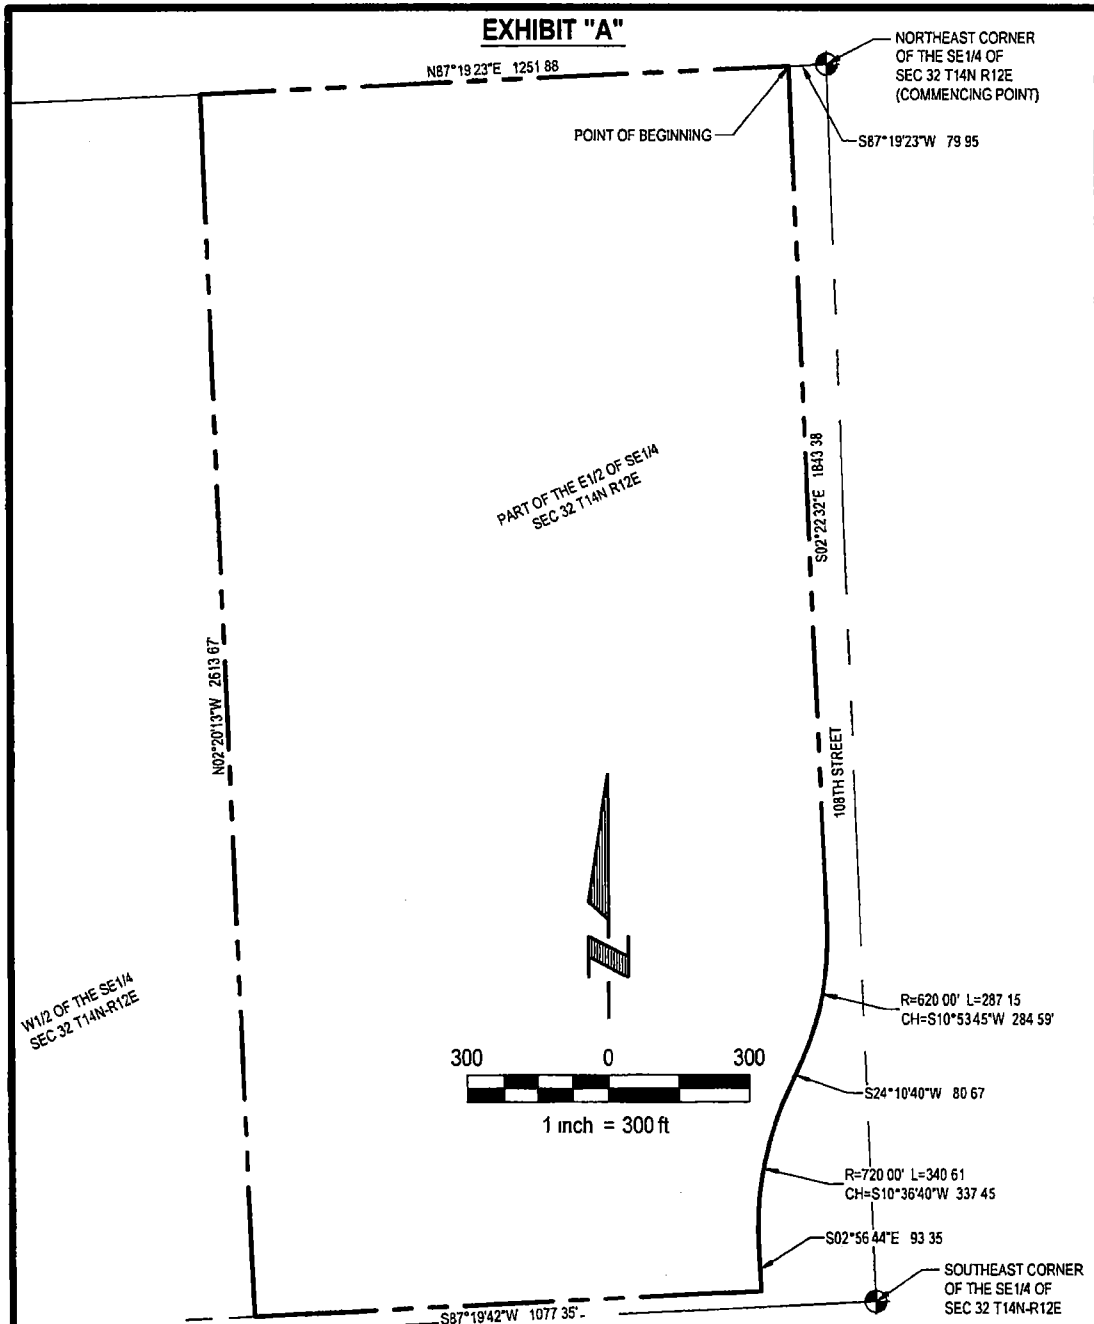 EXHIBIT "A"
NORTHEAST CORNER
OF THE SE1/4 OF
SEC 32 T14N R12E
(COMMENCING POINT)
N87°19 23"E 1251 88
POINT OF BEGINNING
S87°19'23"W 79 95
PART OF THE E1/2 OF SE1/4
SEC 32 T14N R12E
S02°22 32"E 1843 38
N02°20'13"W 2613 67'
108TH STREET
W1/2 OF THE SE1/4
SEC 32 T14N-R12E
R=620 00' L=287 15
CH=S10°53 45"W 284 59'
300 0 300
1 inch = 300 ft
S24°10'40"W 80 67
R=720 00' L=340 61
CH=S10°36'40"W 337 45
S02°56 44"E 93 35
SOUTHEAST CORNER
OF THE SE1/4 OF
SEC 32 T14N-R12E
S87°19'42"W 1077 35'